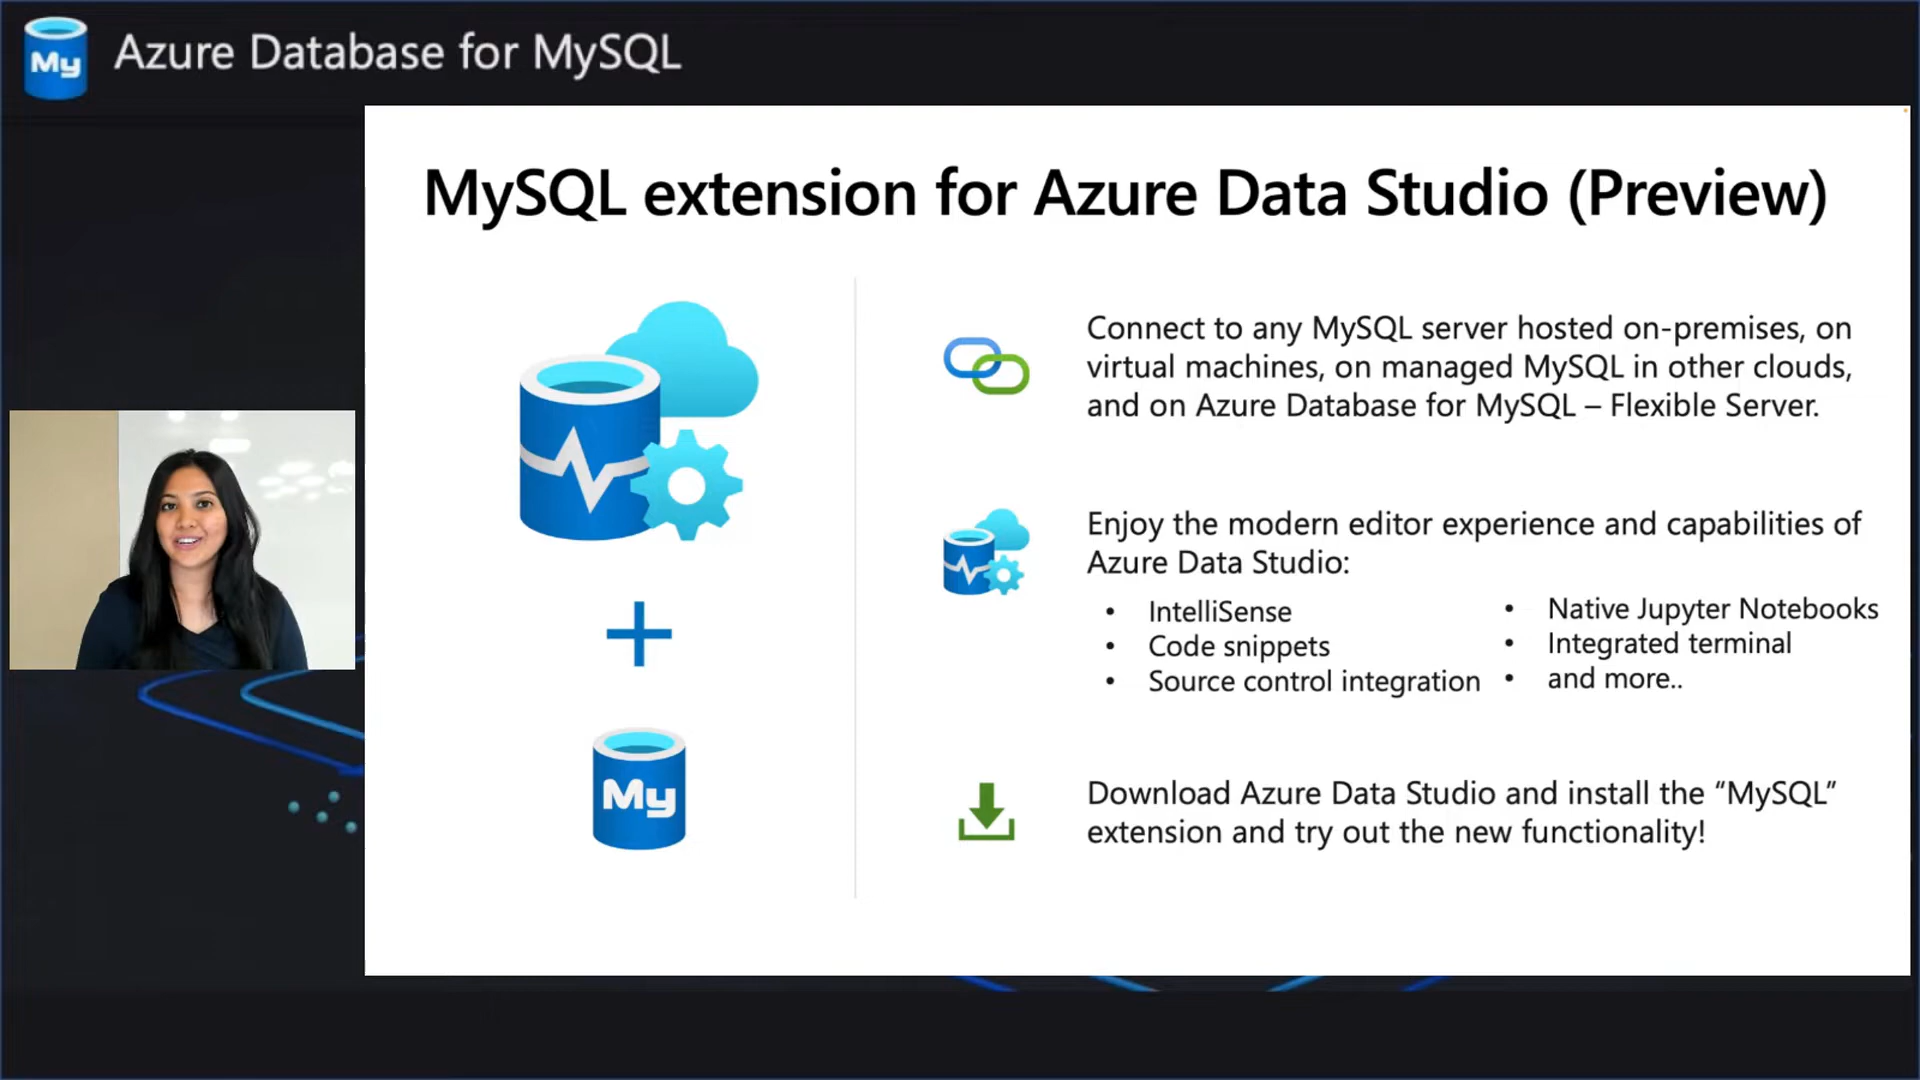 My
Azure Database for MySQL
MySQL extension for Azure Data Studio (Preview)
Connect to any MySQL server hosted on-premises, on
virtual machines, on managed MySQL in other clouds,
and on Azure Database for MySQL – Flexible Server.
Enjoy the modern editor experience and capabilities of
Azure Data Studio:
• IntelliSense
• Code snippets
• Source control integration
• Native Jupyter Notebooks
• Integrated terminal
• and more..
My
Download Azure Data Studio and install the “MySQL”
extension and try out the new functionality!